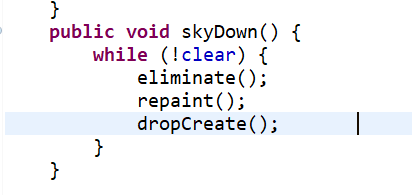 }
public void skyDown() {
while (!clear) {
eliminate();
repaint();
dropCreate();
}
}